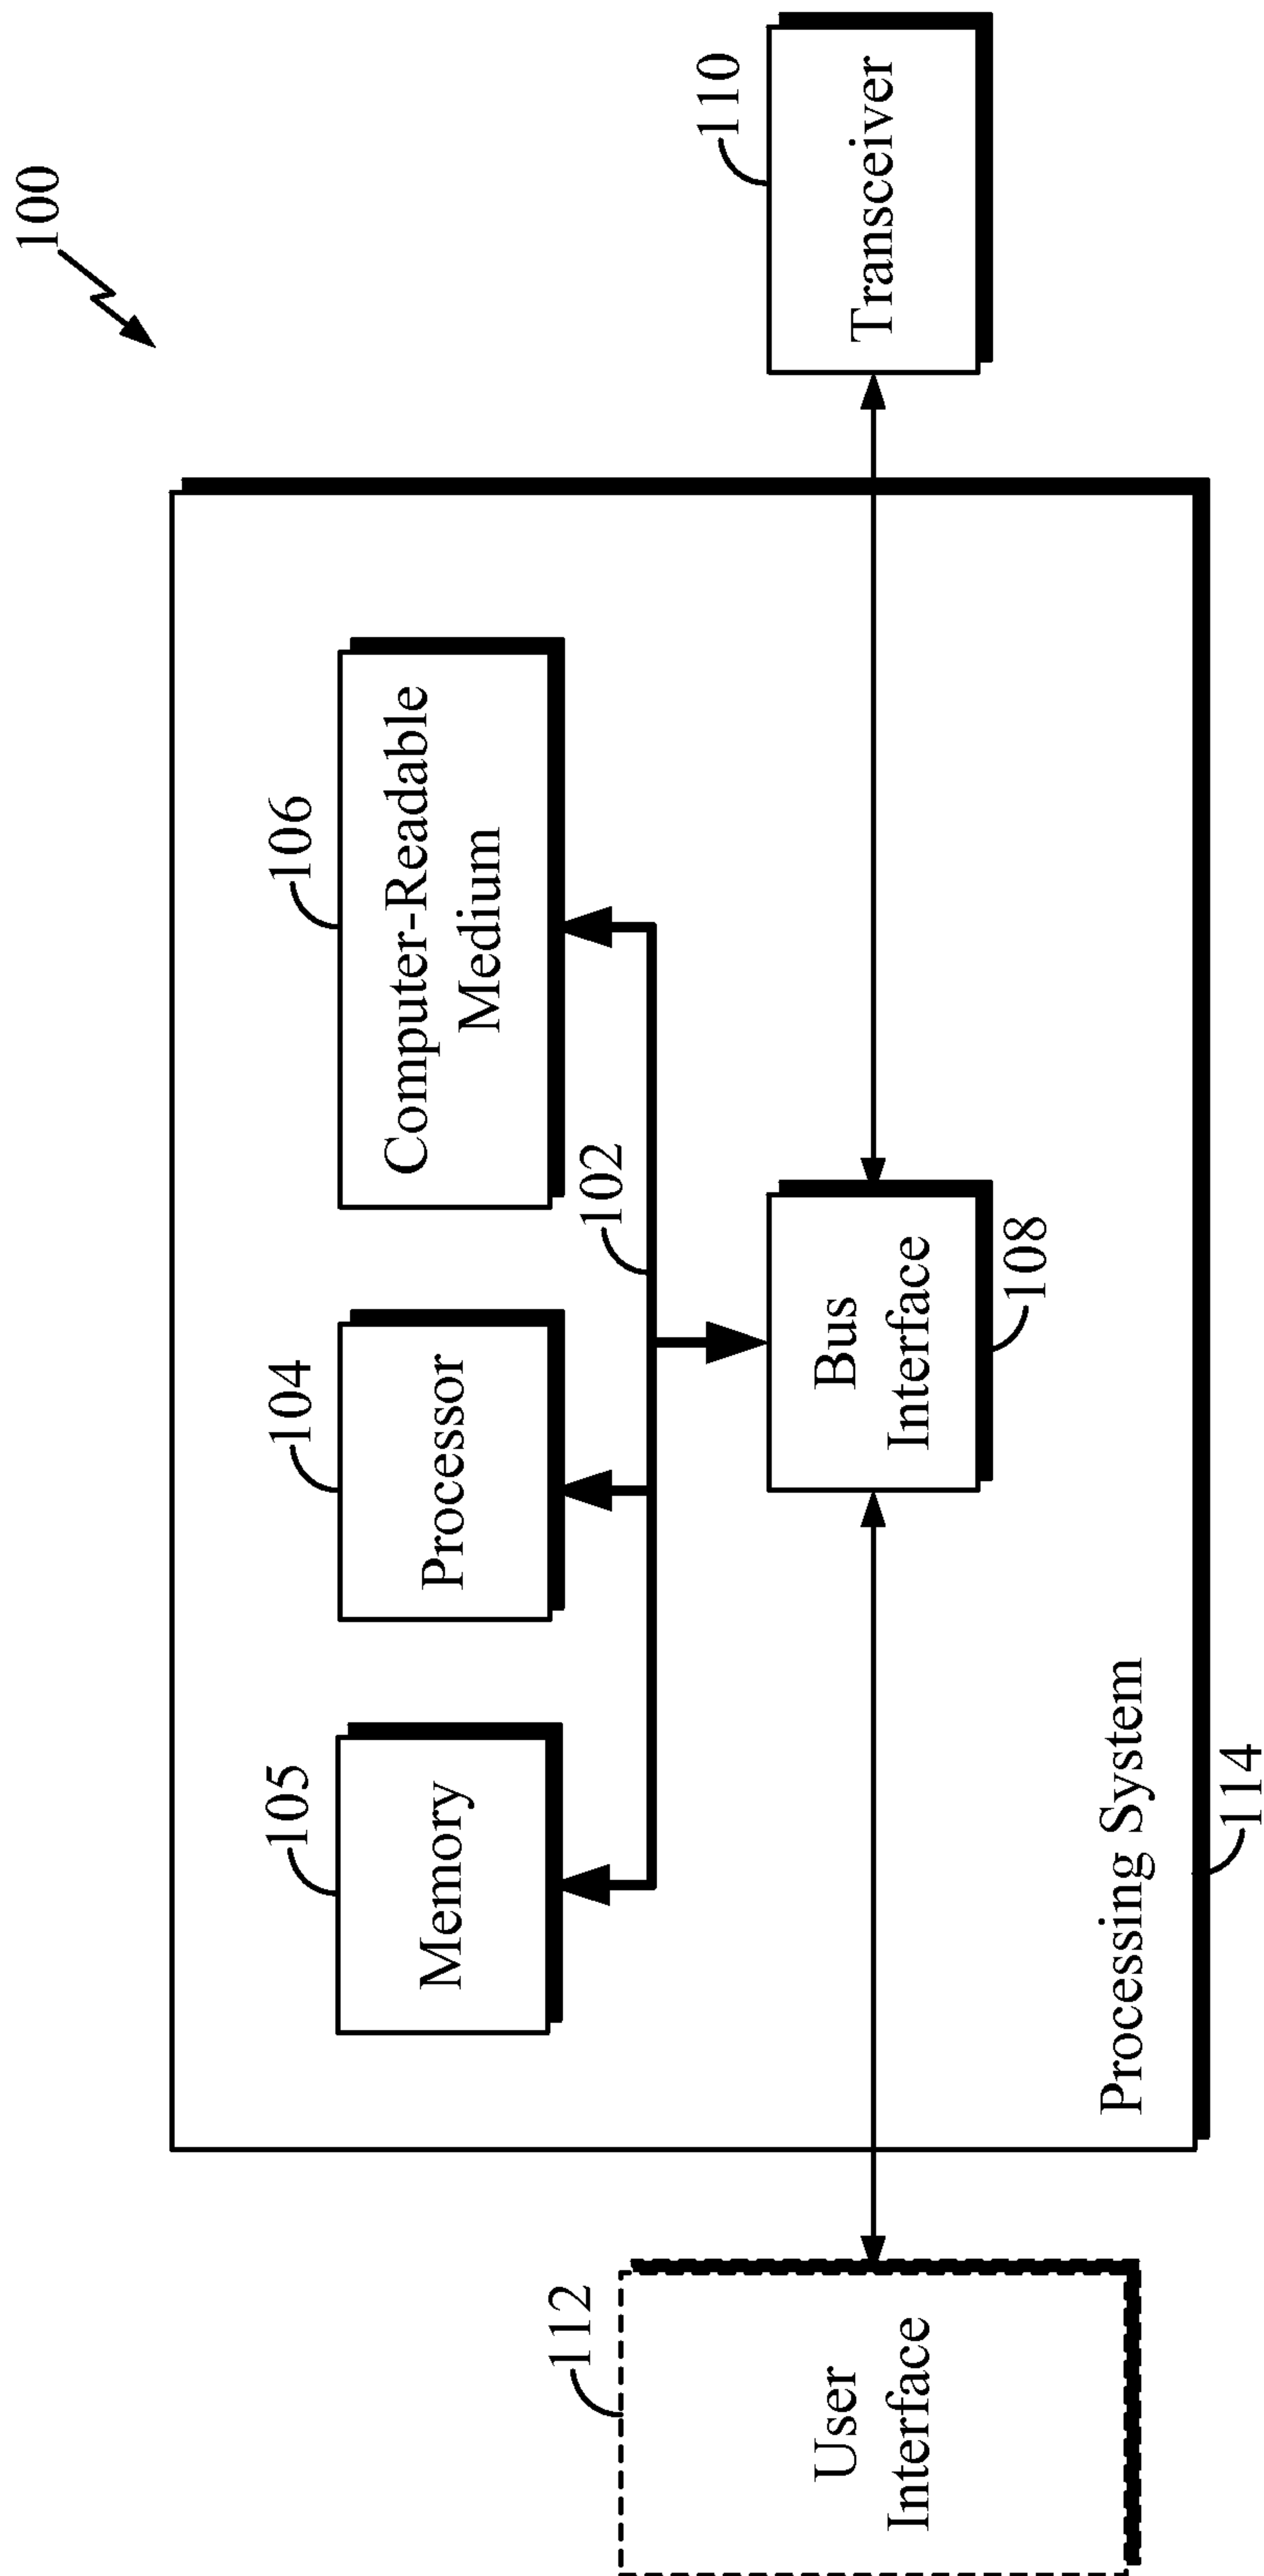 100
105
Memory
104
Processor
106
Computer-Readable
Medium
102
110
Transceiver
112
User
Interface
Bus
Interface
108
Processing System
114